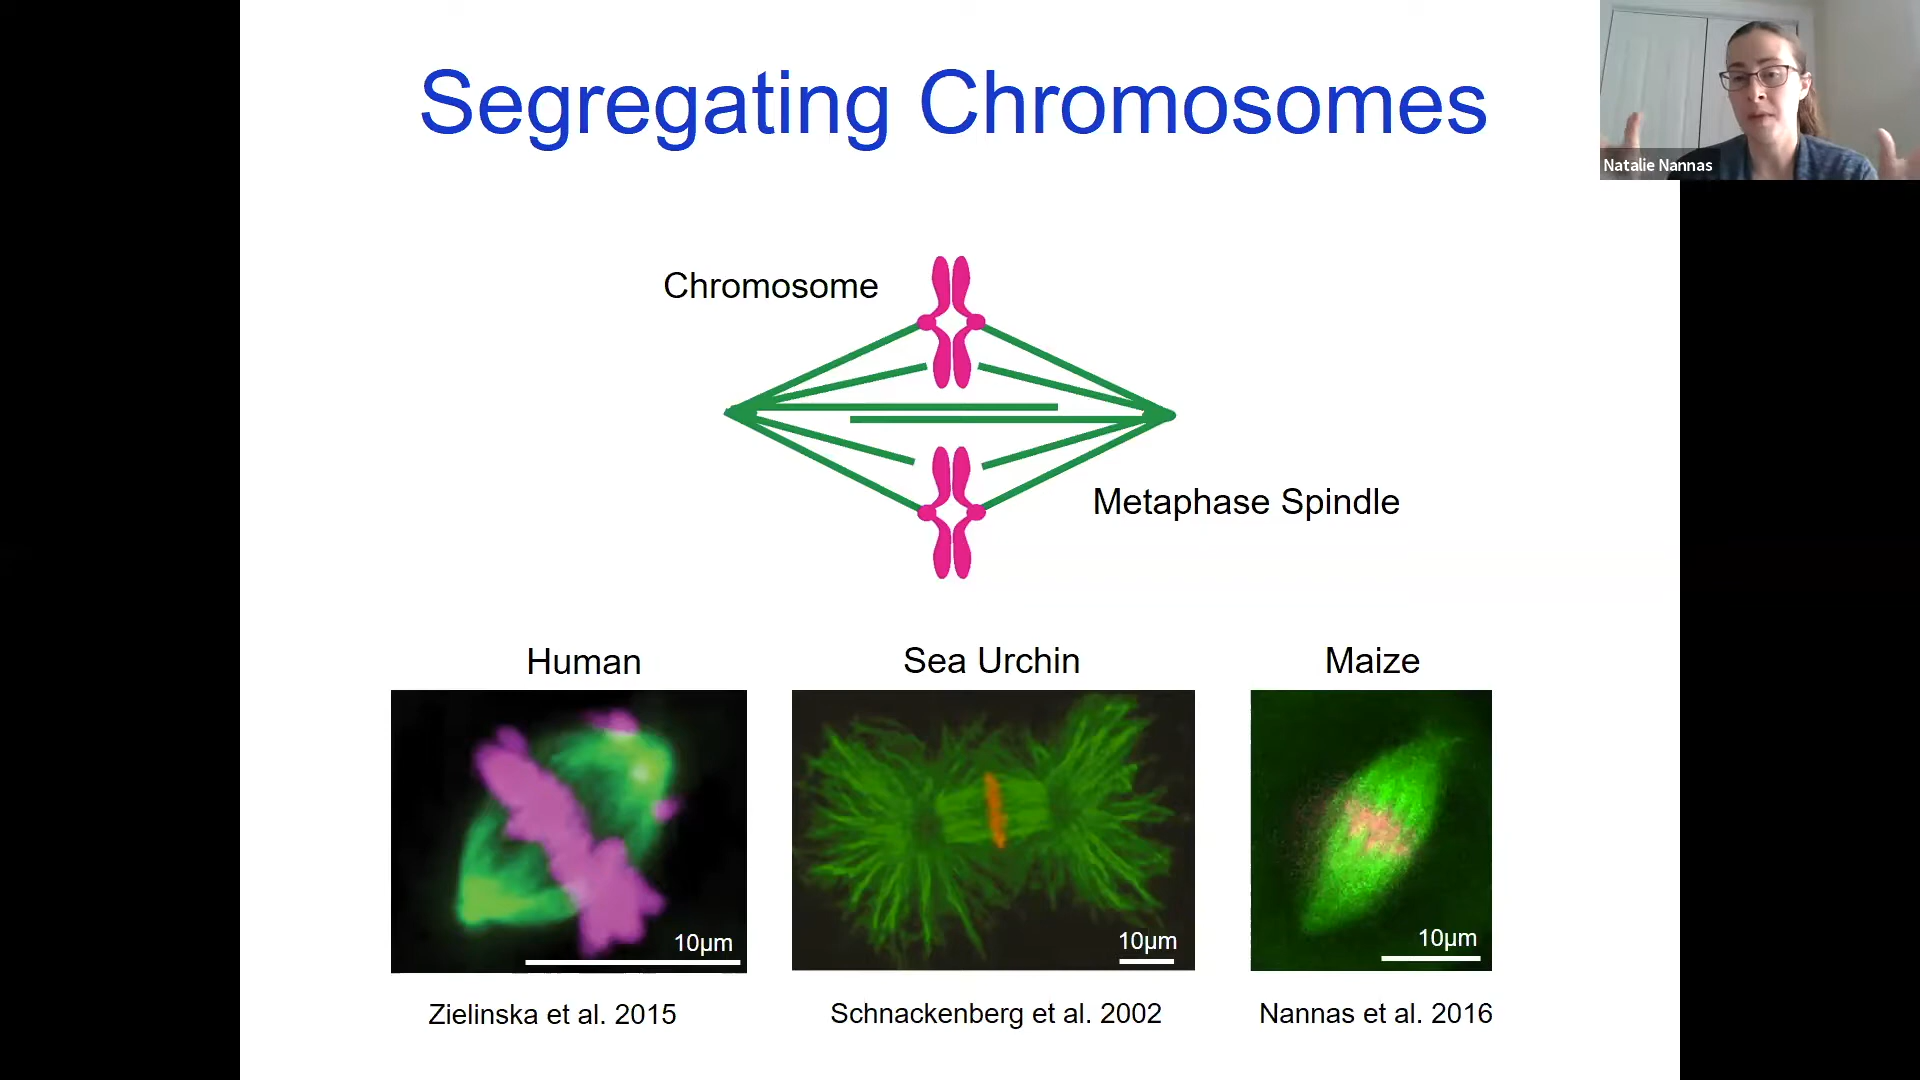 Segregating Chromosomes
Natalie Nannas
Chromosome
Metaphase Spindle
Human
Sea Urchin
Maize
10µm
10µm
10µm
Zielinska et al. 2015
Schnackenberg et al. 2002
Nannas et al. 2016